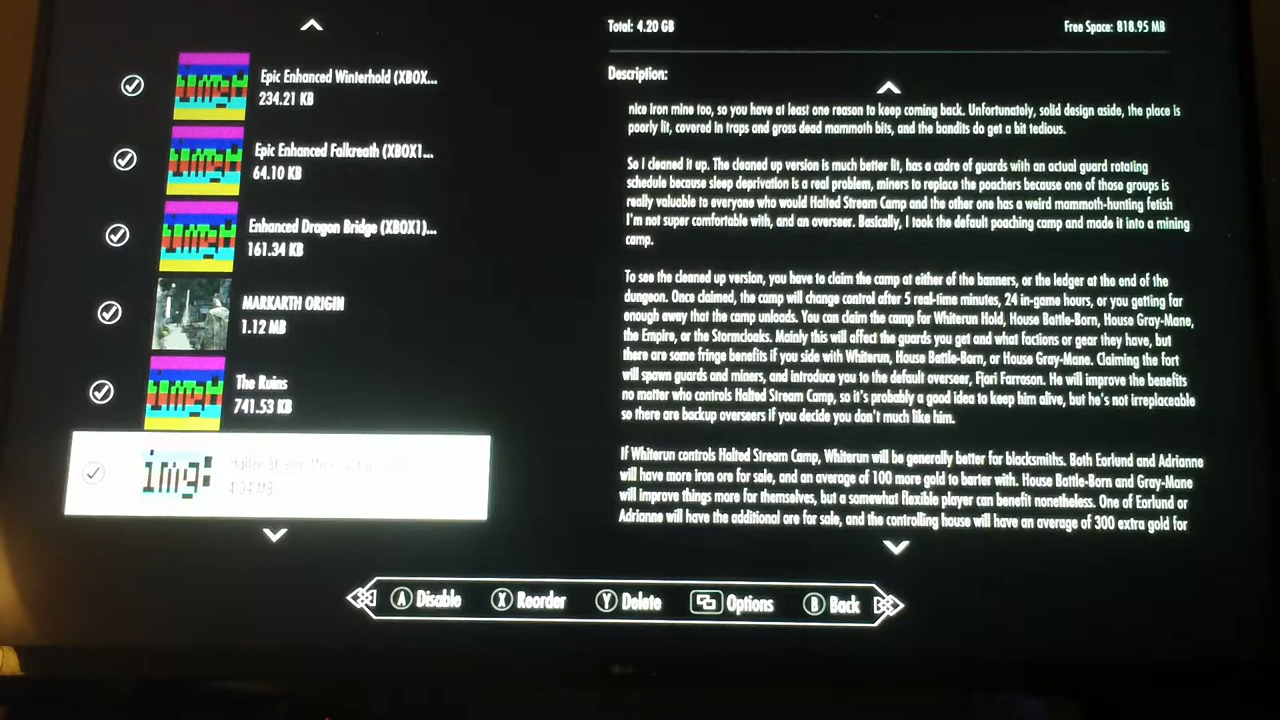 Total: 4.20 GB
Free Space: 818.95 MB
Epic Enhanced Winterhold (XBOX...
234.21 KB
Epic Enhanced Falkreath (XBOX1...
64.10 KB
Enhanced Dragon Bridge (XBOX1)...
161.34 KB
MARKARTH ORIGIN
1.12 MB
The Ruins
741.53 KB
img:
4.34 MB
Description:
nice iron mine too, so you have at least one reason to keep coming back. Unfortunately, solid design aside, the place is
poorly lit, covered in traps and gross dead mammoth bits, and the bandits do get a bit tedious.
So I cleaned it up. The cleaned up version is much better lit, has a cadre of guards with an actual guard rotating
schedule because sleep deprivation is a real problem, miners to replace the poachers because one of those groups is
really valuable to everyone who would Halted Stream Camp and the other one has a weird mammoth-hunting fetish
I'm not super comfortable with, and an overseer. Basically, I took the default poaching camp and made it into a mining
camp.
To see the cleaned up version, you have to claim the camp at either of the banners, or the ledger at the end of the
dungeon. Once claimed, the camp will change control after 5 real-time minutes, 24 in-game hours, or you getting far
enough away that the camp unloads. You can claim the camp for Whiterun Hold, House Battle-Born, House Gray-Mane,
the Empire, or the Stormcloaks. Mainly this will affect the guards you get and what factions or gear they have, but
there are some fringe benefits if you side with Whiterun, House Battle-Born, or House Gray-Mane. Claiming the fort
will spawn guards and miners, and introduce you to the default overseer, Fjori Farrason. He will improve the benefits
no matter who controls Halted Stream Camp, so it's probably a good idea to keep him alive, but he's not irreplaceable
so there are backup overseers if you decide you don't much like him.
If Whiterun controls Halted Stream Camp, Whiterun will be generally better for blacksmiths. Both Eorlund and Adrianne
will have more iron ore for sale, and an average of 100 more gold to barter with. House Battle-Born and Gray-Mane
will improve things more for themselves, but a somewhat flexible player can benefit nonetheless. One of Eorlund or
Adrianne will have the additional ore for sale, and the controlling house will have an average of 300 extra gold for
A Disable X Reorder Y Delete Options B Back